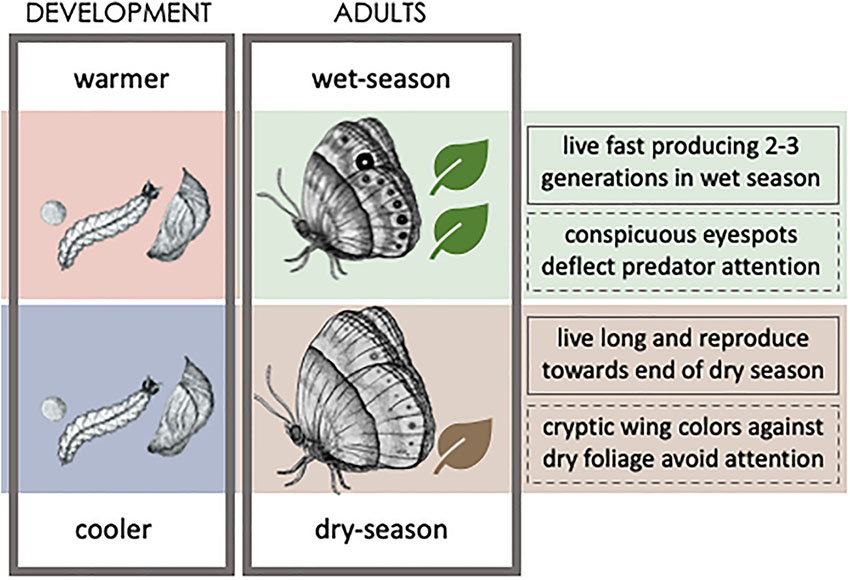 DEVELOPMENT
ADULTS
warmer
wet-season
live fast producing 2-3
generations in wet season
conspicuous eyespots
deflect predator attention
live long and reproduce
towards end of dry season
cryptic wing colors against
dry foliage avoid attention
cooler
dry-season